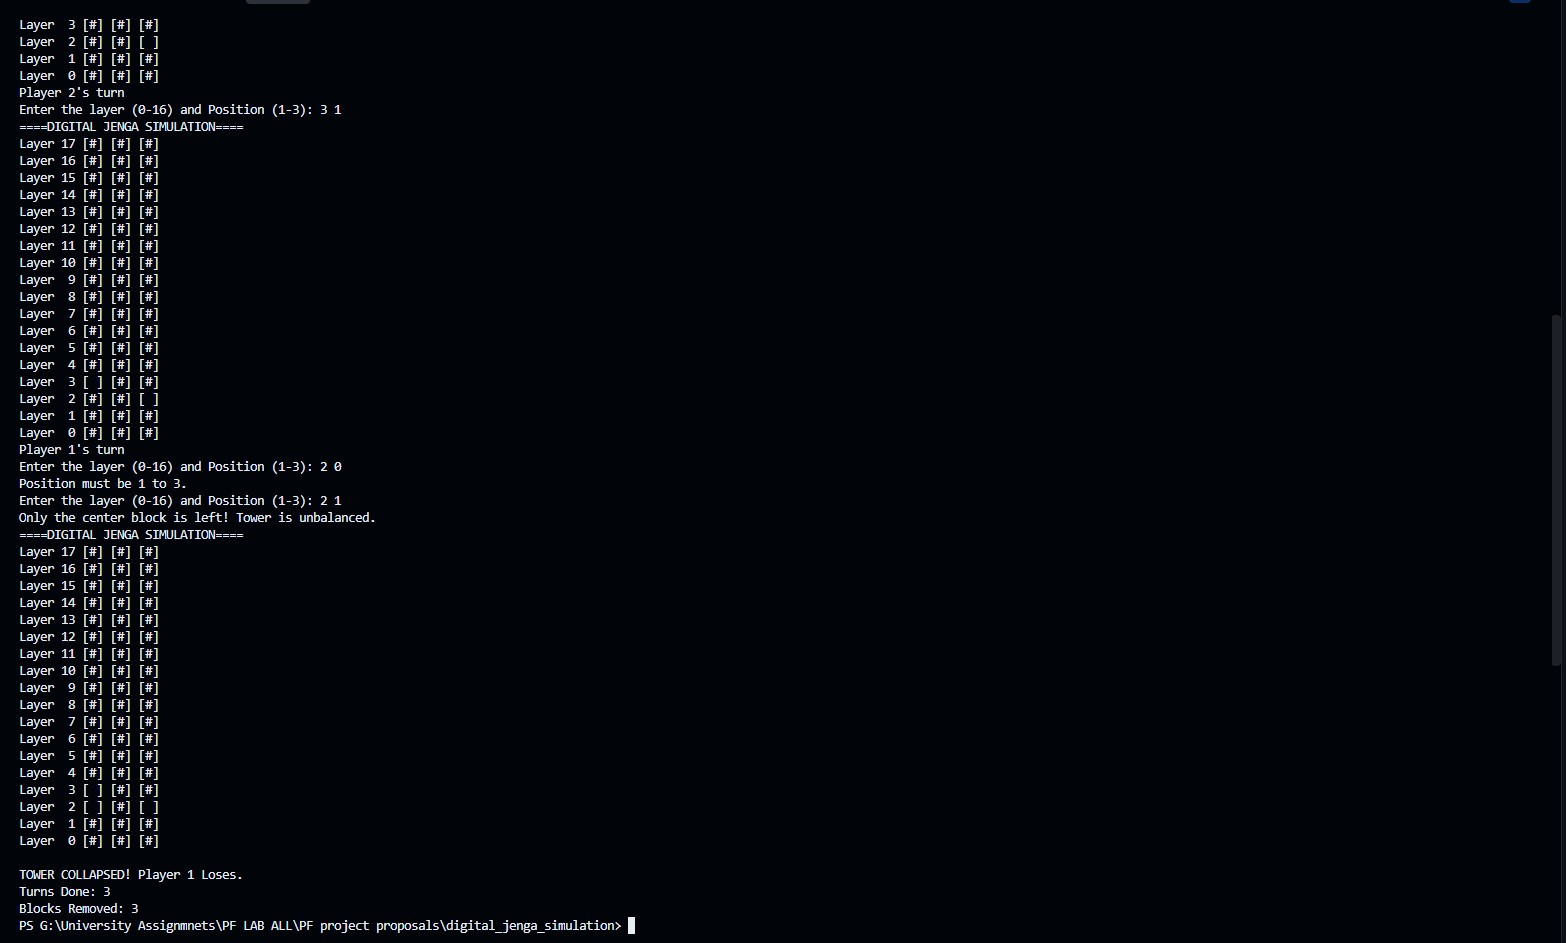 Layer  3 [#] [#] [#]
Layer  2 [#] [#] [ ]
Layer  1 [#] [#] [#]
Layer  0 [#] [#] [#]
Player 2's turn
Enter the layer (0-16) and Position (1-3): 3 1
====DIGITAL JENGA SIMULATION====
Layer 17 [#] [#] [#]
Layer 16 [#] [#] [#]
Layer 15 [#] [#] [#]
Layer 14 [#] [#] [#]
Layer 13 [#] [#] [#]
Layer 12 [#] [#] [#]
Layer 11 [#] [#] [#]
Layer 10 [#] [#] [#]
Layer  9 [#] [#] [#]
Layer  8 [#] [#] [#]
Layer  7 [#] [#] [#]
Layer  6 [#] [#] [#]
Layer  5 [#] [#] [#]
Layer  4 [#] [#] [#]
Layer  3 [ ] [#] [#]
Layer  2 [#] [#] [ ]
Layer  1 [#] [#] [#]
Layer  0 [#] [#] [#]
Player 1's turn
Enter the layer (0-16) and Position (1-3): 2 0
Position must be 1 to 3.
Enter the layer (0-16) and Position (1-3): 2 1
Only the center block is left! Tower is unbalanced.
====DIGITAL JENGA SIMULATION====
Layer 17 [#] [#] [#]
Layer 16 [#] [#] [#]
Layer 15 [#] [#] [#]
Layer 14 [#] [#] [#]
Layer 13 [#] [#] [#]
Layer 12 [#] [#] [#]
Layer 11 [#] [#] [#]
Layer 10 [#] [#] [#]
Layer  9 [#] [#] [#]
Layer  8 [#] [#] [#]
Layer  7 [#] [#] [#]
Layer  6 [#] [#] [#]
Layer  5 [#] [#] [#]
Layer  4 [#] [#] [#]
Layer  3 [ ] [#] [#]
Layer  2 [ ] [#] [ ]
Layer  1 [#] [#] [#]
Layer  0 [#] [#] [#]
TOWER COLLAPSED! Player 1 Loses.
Turns Done: 3
Blocks Removed: 3
PS G:\University Assignmnets\PF LAB ALL\PF project proposals\digital_jenga_simulation>